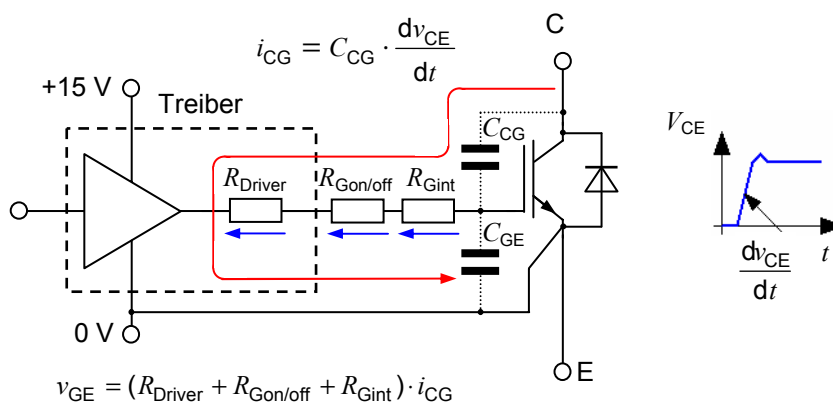 C
i_CG = C_CG · dv_CE/dt
+15 V
Treiber
C_CG
V_CE
R_Driver
R_Gon/off
R_Gint
C_GE
t
dv_CE/dt
0 V
E
v_GE = (R_Driver + R_Gon/off + R_Gint) · i_CG